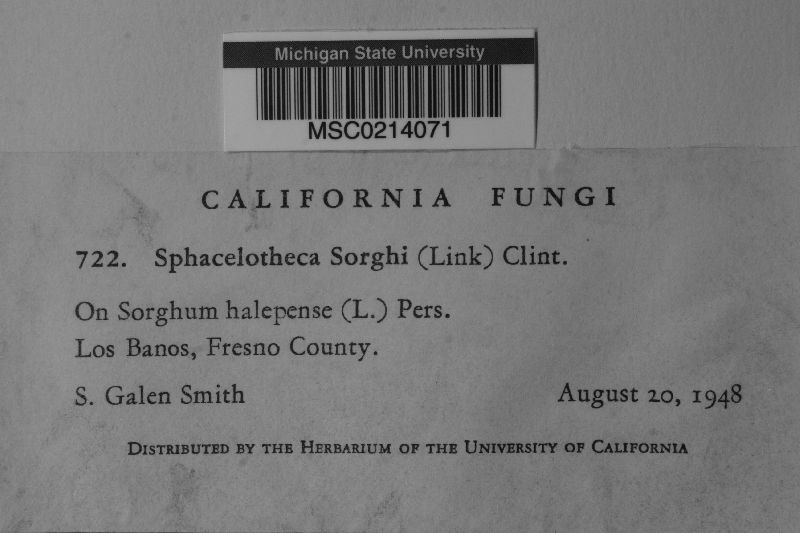 Michigan State University
MSC0214071
CALIFORNIA FUNGI
722. Sphacelotheca Sorghi (Link) Clint.
On Sorghum halepense (L.) Pers.
Los Banos, Fresno County.
S. Galen Smith August 20, 1948
DISTRIBUTED BY THE HERBARIUM OF THE UNIVERSITY OF CALIFORNIA